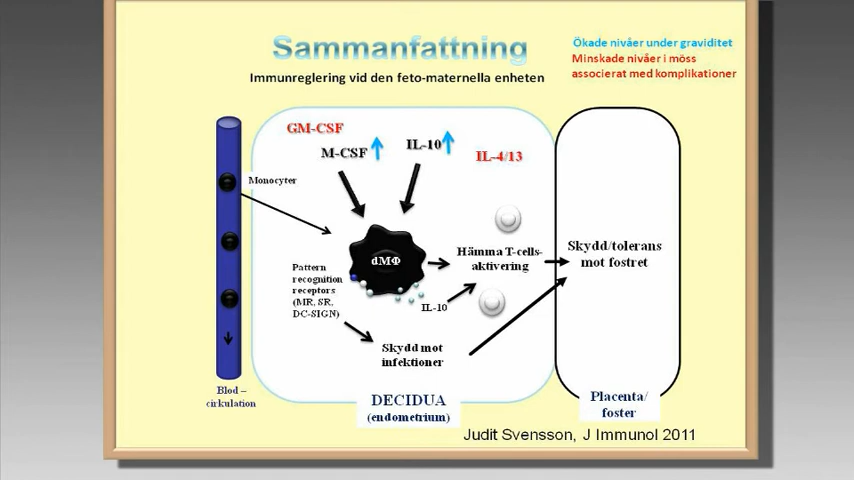 Sammanfattning
Immunreglering vid den feto-maternella enheten
Ökade nivåer under graviditet
Minskade nivåer i möss
associerat med komplikationer
GM-CSF
M-CSF
IL-10
IL-4/13
Monocyter
dMΦ
Hämma T-cells-
aktivering
Skydd/tolerans
mot fostret
Pattern
recognition
receptors
(MR, SR,
DC-SIGN)
IL-10
Skydd mot
infektioner
Blod –
cirkulation
DECIDUA
(endometrium)
Placenta/
foster
Judit Svensson, J Immunol 2011